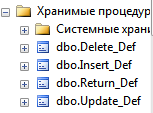 Хранимые процедур
Системные храни
dbo.Delete_Def
dbo.Insert_Def
dbo.Return_Def
dbo.Update_Def